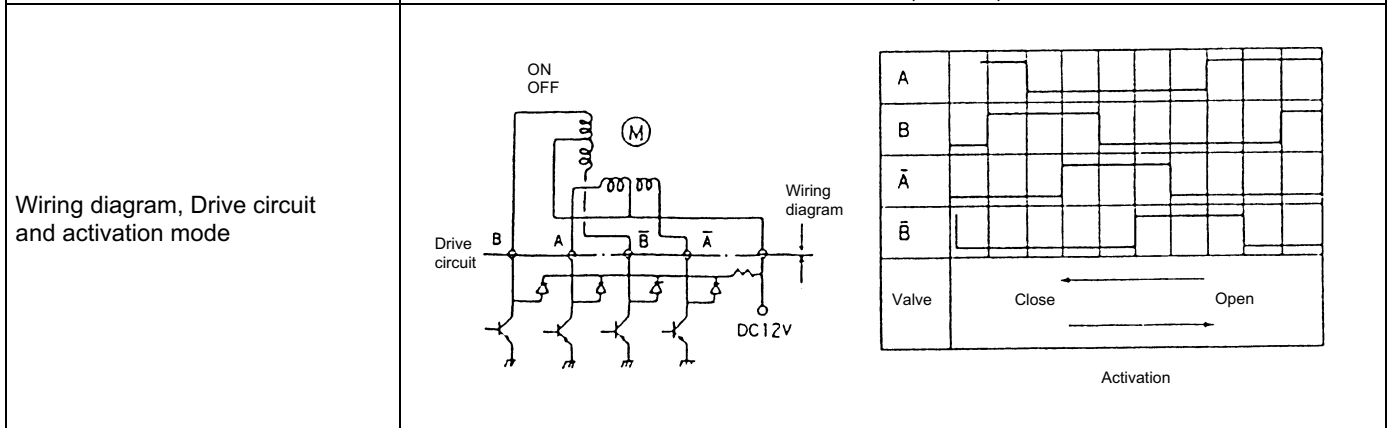 Wiring diagram, Drive circuit
and activation mode
ON
OFF
M
Wiring
diagram
Drive
circuit
B
A
B̅
A̅
DC12V
A
B
A̅
B̅
Valve
Close
Open
Activation